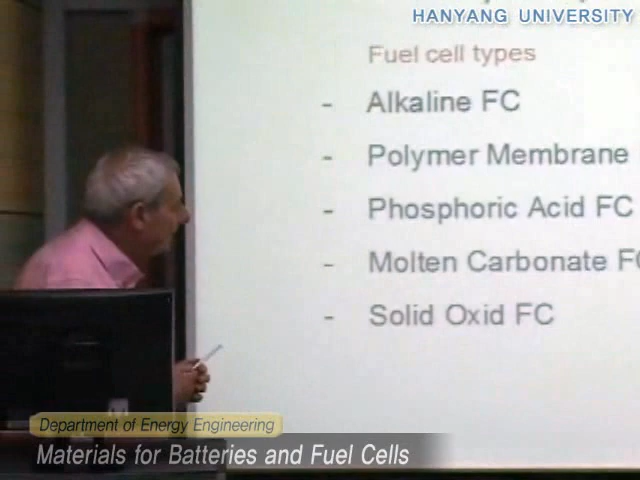 HANYANG UNIVERSITY
Fuel cell types
- Alkaline FC
- Polymer Membrane
- Phosphoric Acid FC
- Molten Carbonate FC
- Solid Oxid FC
Department of Energy Engineering
Materials for Batteries and Fuel Cells